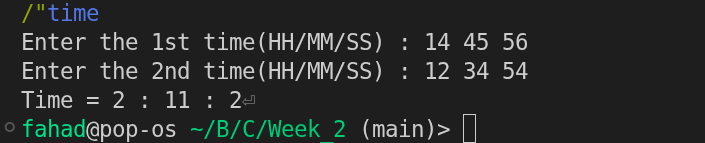 /"time
Enter the 1st time(HH/MM/SS) : 14 45 56
Enter the 2nd time(HH/MM/SS) : 12 34 54
Time = 2 : 11 : 2⏎
fahad@pop-os ~/B/C/Week_2 (main)>